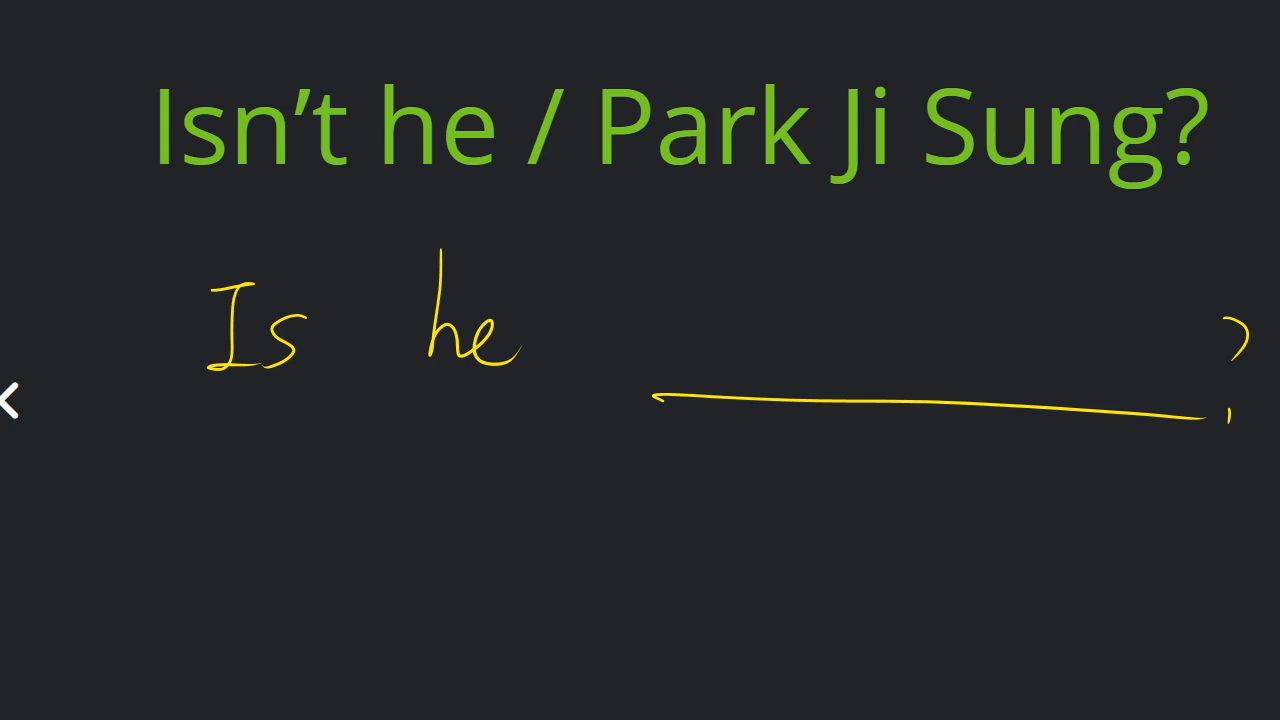 Isn’t he / Park Ji Sung?
Is he ?